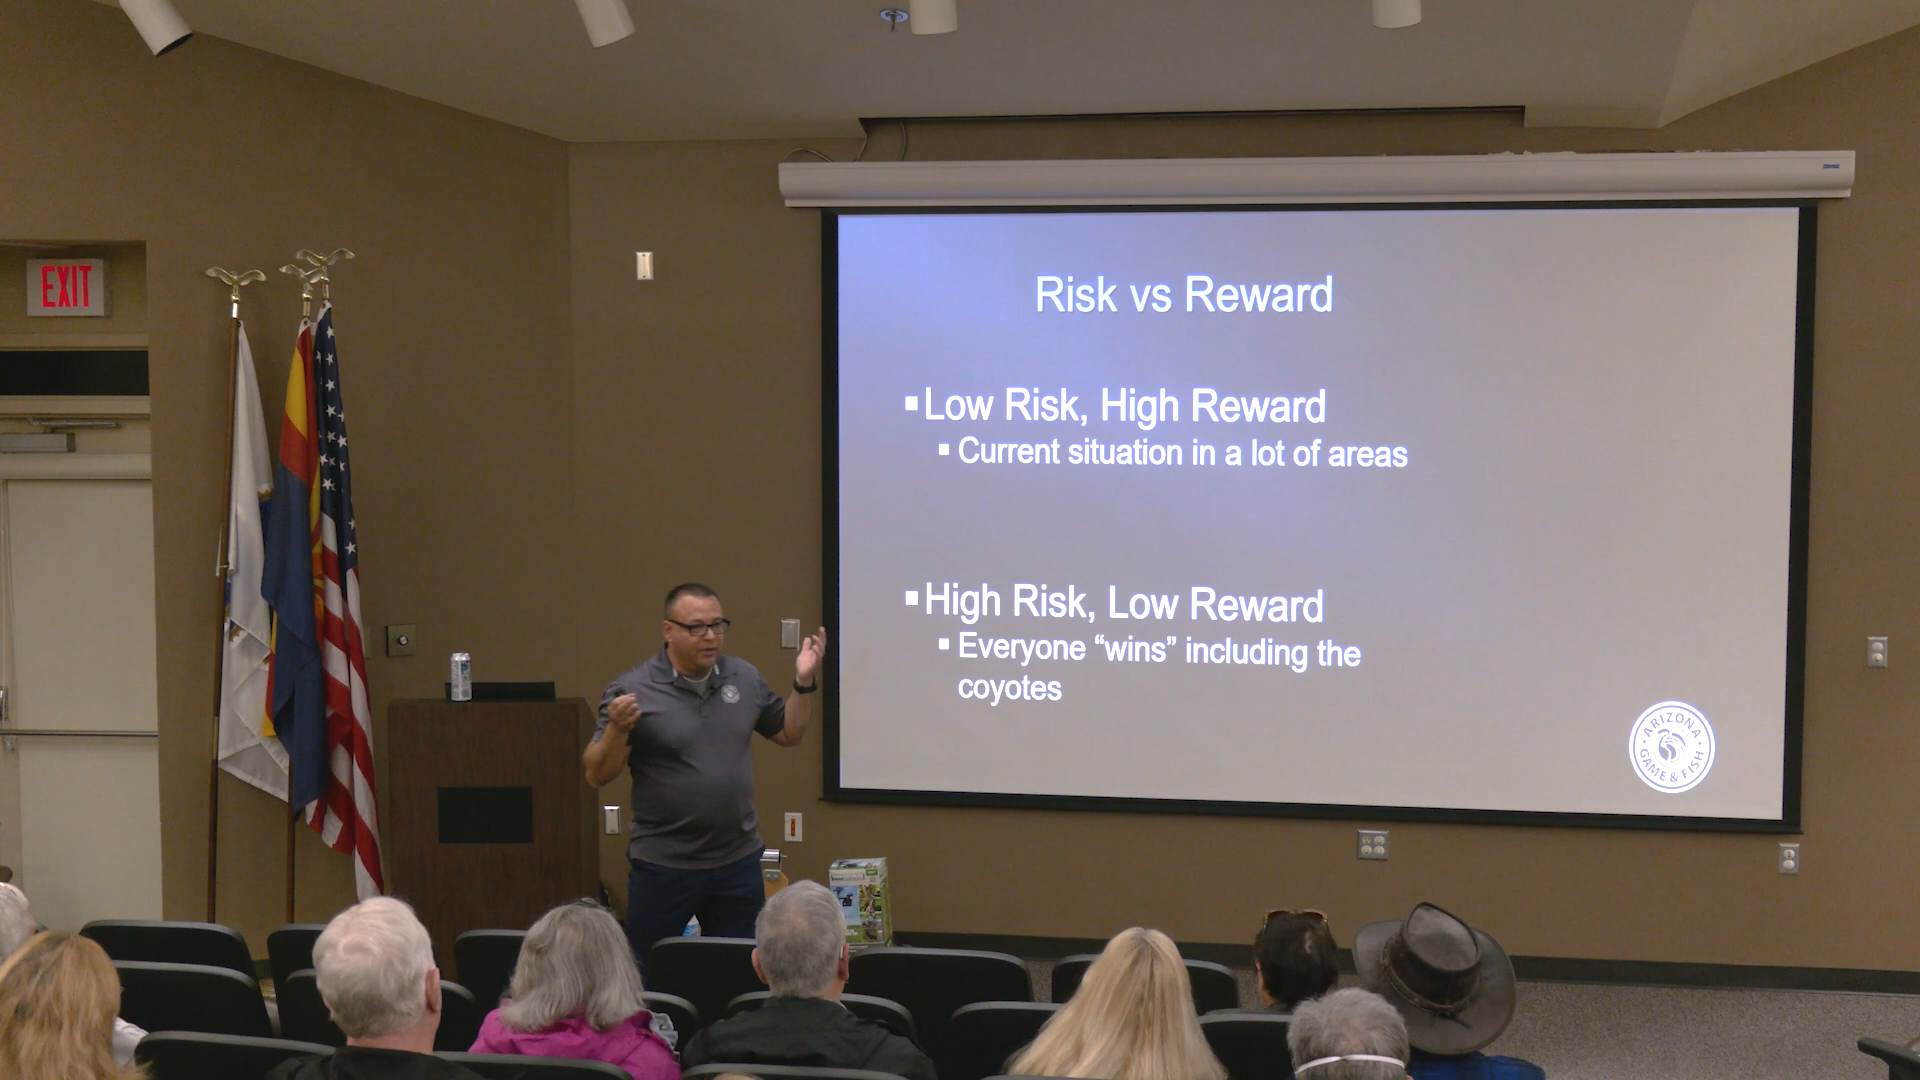 EXIT
Risk vs Reward
▪Low Risk, High Reward
▪Current situation in a lot of areas
▪High Risk, Low Reward
▪Everyone “wins” including the
coyotes
ARIZONA
GAME & FISH